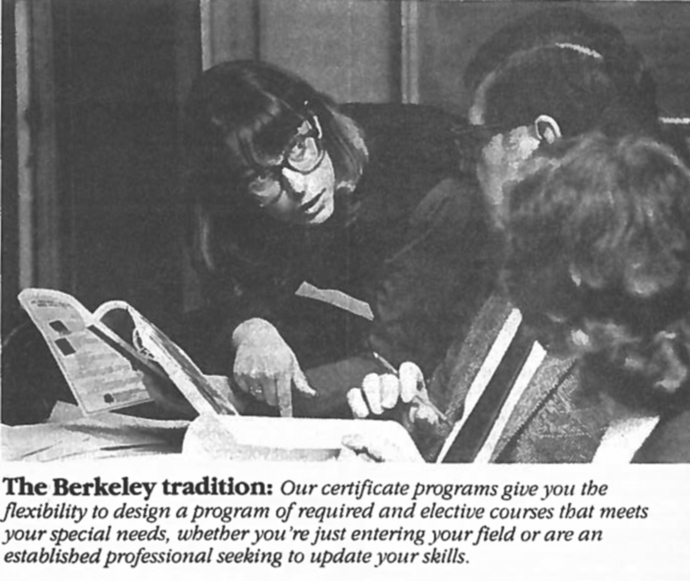 The Berkeley tradition: Our certificate programs give you the
flexibility to design a program of required and elective courses that meets
your special needs, whether you're just entering your field or are an
established professional seeking to update your skills.